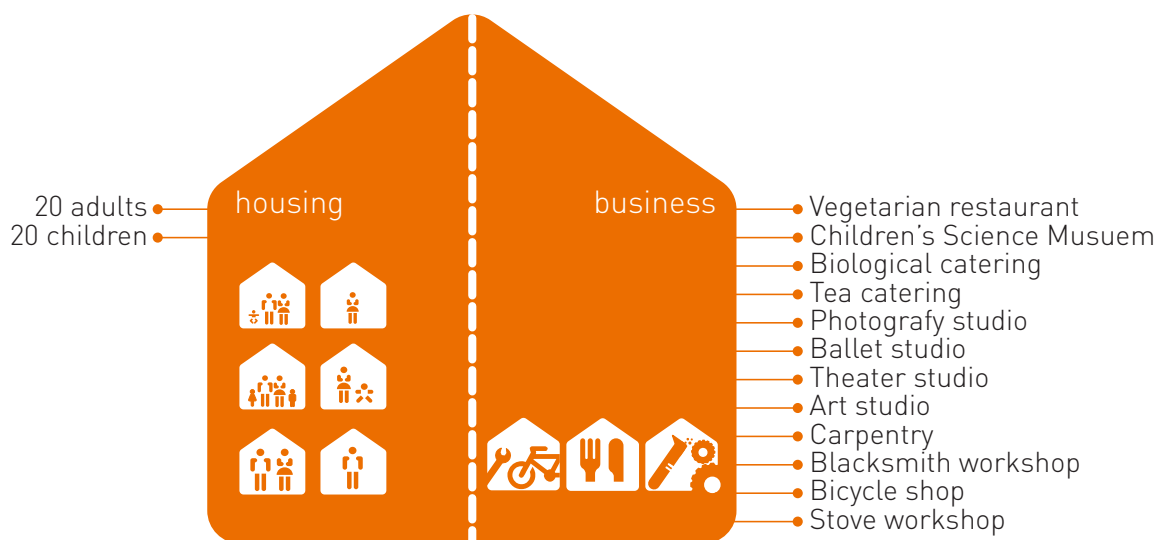 20 adults
20 children
housing
business
Vegetarian restaurant
Children's Science Musuem
Biological catering
Tea catering
Photografy studio
Ballet studio
Theater studio
Art studio
Carpentry
Blacksmith workshop
Bicycle shop
Stove workshop